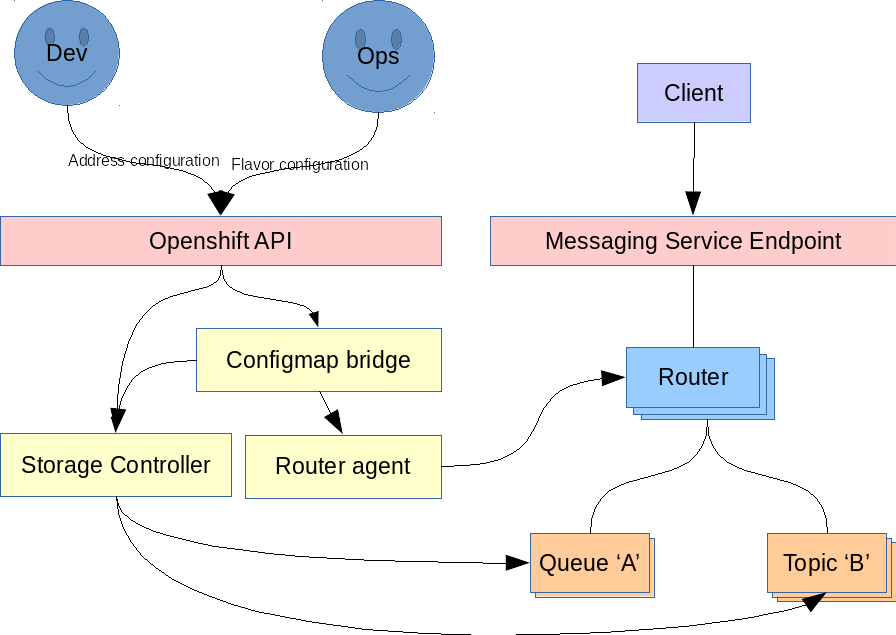 Dev
Ops
Client
Address configuration
Flavor configuration
Openshift API
Messaging Service Endpoint
Configmap bridge
Router
Storage Controller
Router agent
Queue ‘A’
Topic ‘B’